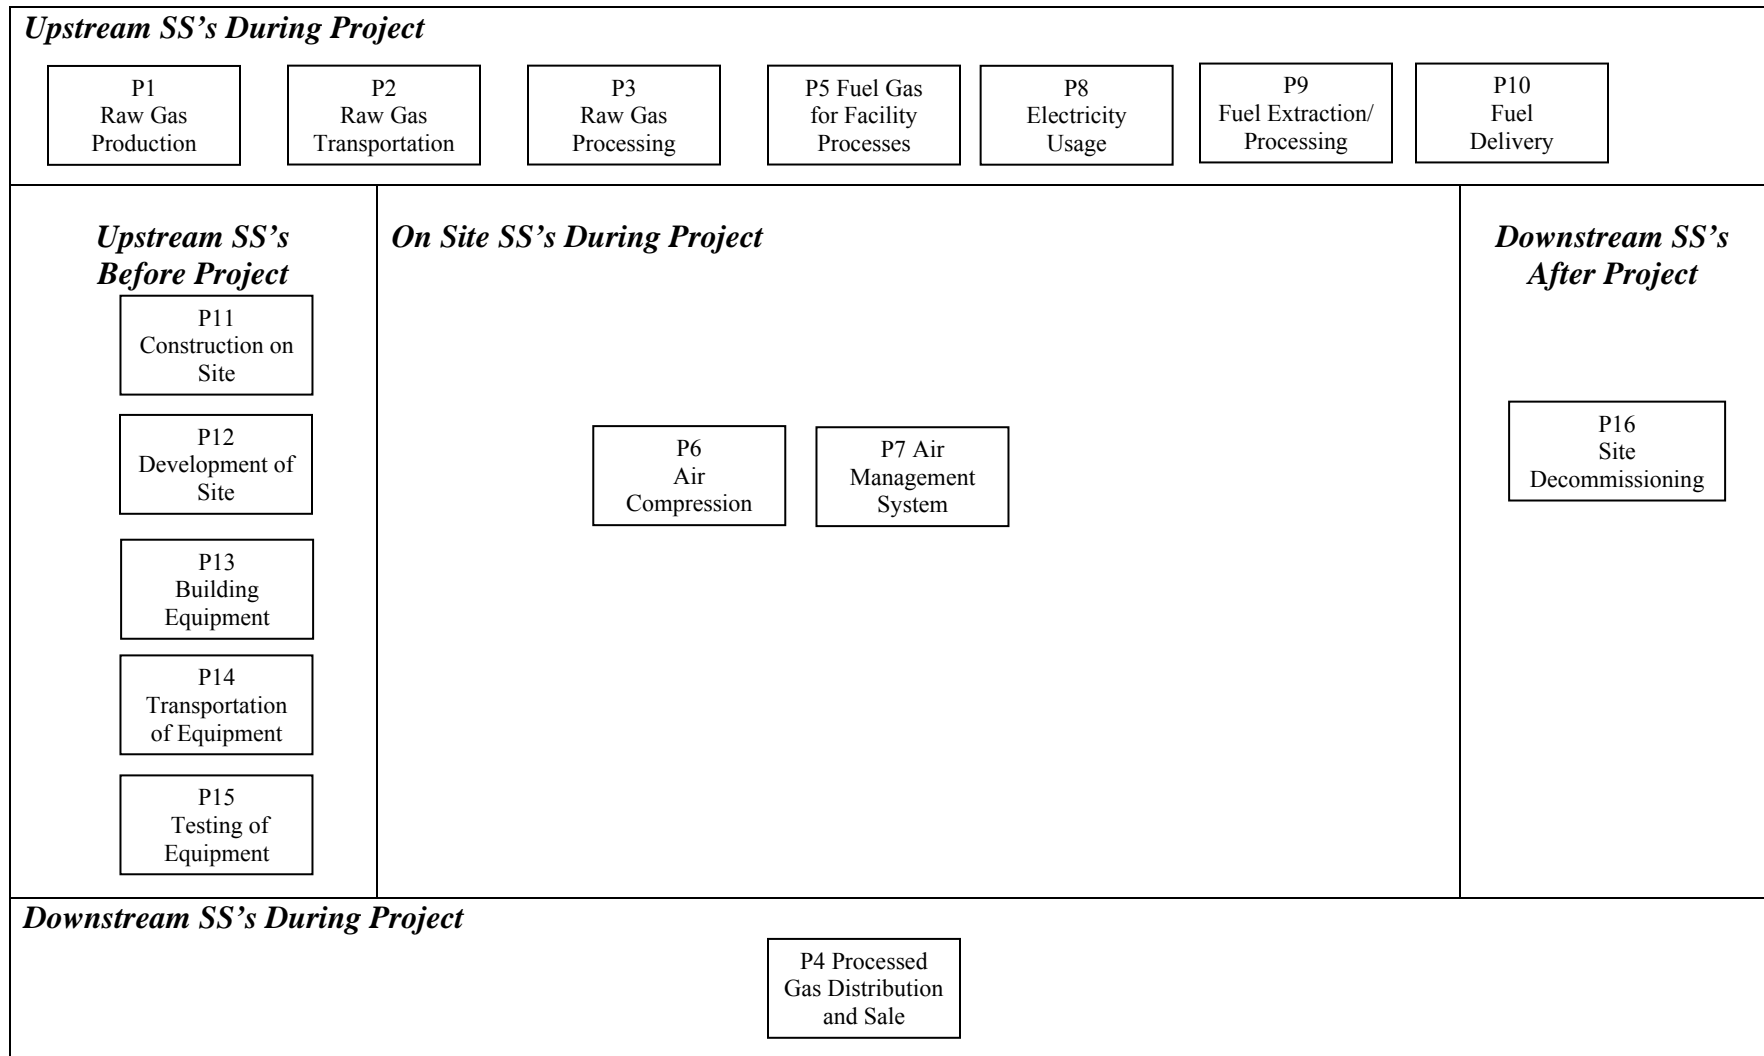 Upstream SS’s During Project
P1
Raw Gas
Production
P2
Raw Gas
Transportation
P3
Raw Gas
Processing
P5 Fuel Gas
for Facility
Processes
P8
Electricity
Usage
P9
Fuel Extraction/
Processing
P10
Fuel
Delivery
Upstream SS’s
Before Project
P11
Construction on
Site
P12
Development of
Site
P13
Building
Equipment
P14
Transportation
of Equipment
P15
Testing of
Equipment
On Site SS’s During Project
P6
Air
Compression
P7 Air
Management
System
Downstream SS’s
After Project
P16
Site
Decommissioning
Downstream SS’s During Project
P4 Processed
Gas Distribution
and Sale